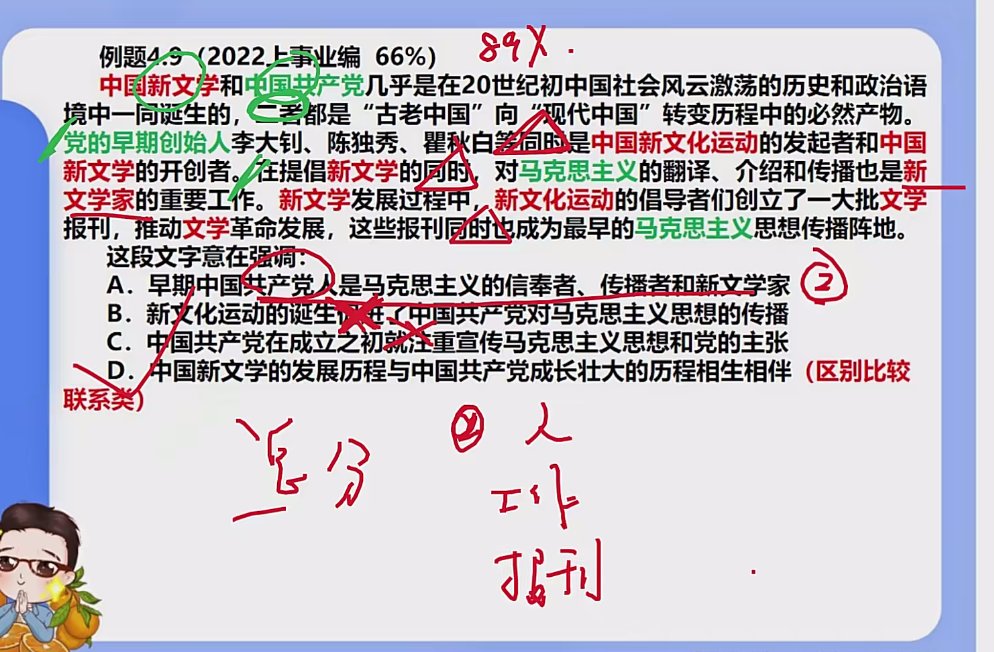 例题4.9（2022上事业编 66%） 89%.
中国新文学和中国共产党几乎是在20世纪初中国社会风云激荡的历史和政治语
境中一同诞生的，二者都是“古老中国”向“现代中国”转变历程中的必然产物。
党的早期创始人李大钊、陈独秀、瞿秋白等同时是中国新文化运动的发起者和中国
新文学的开创者。在提倡新文学的同时，对马克思主义的翻译、介绍和传播也是新
文学家的重要工作。新文学发展过程中，新文化运动的倡导者们创立了一大批文学
报刊，推动文学革命发展，这些报刊同时也成为最早的马克思主义思想传播阵地。
这段文字意在强调：
A．早期中国共产党人是马克思主义的信奉者、传播者和新文学家 ②
B．新文化运动的诞生促进了中国共产党对马克思主义思想的传播
C．中国共产党在成立之初就注重宣传马克思主义思想和党的主张
D．中国新文学的发展历程与中国共产党成长壮大的历程相生相伴（区别比较
联系类）
总分
人
工作
报刊